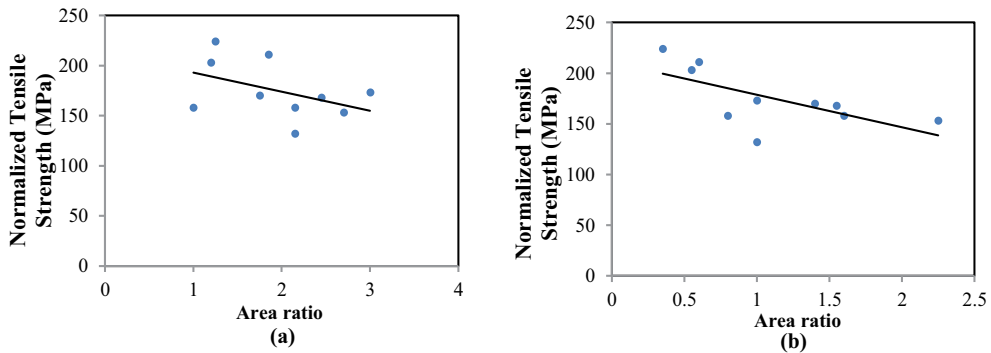 Normalized Tensile
Strength (MPa)
250
200
150
100
50
0
0 1 2 3 4
Area ratio
(a)
Normalized Tensile
Strength (MPa)
250
200
150
100
50
0
0 0.5 1 1.5 2 2.5
Area ratio
(b)